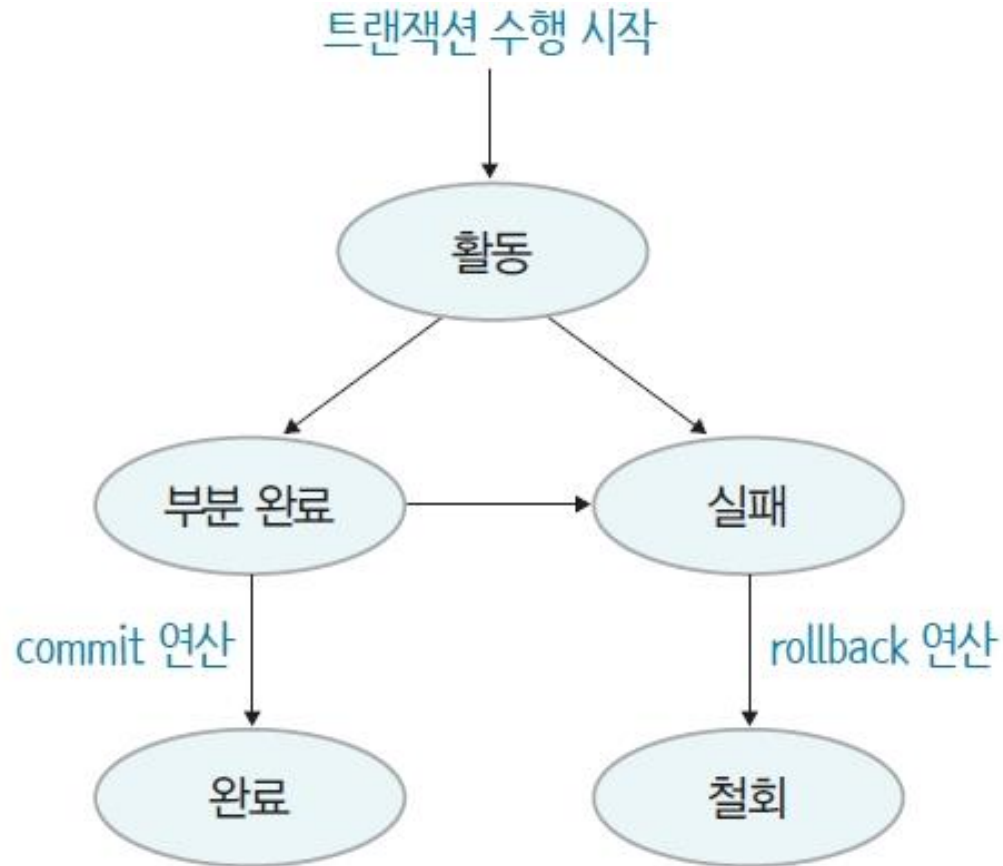 트랜잭션 수행 시작
활동
부분 완료
실패
commit 연산
rollback 연산
완료
철회